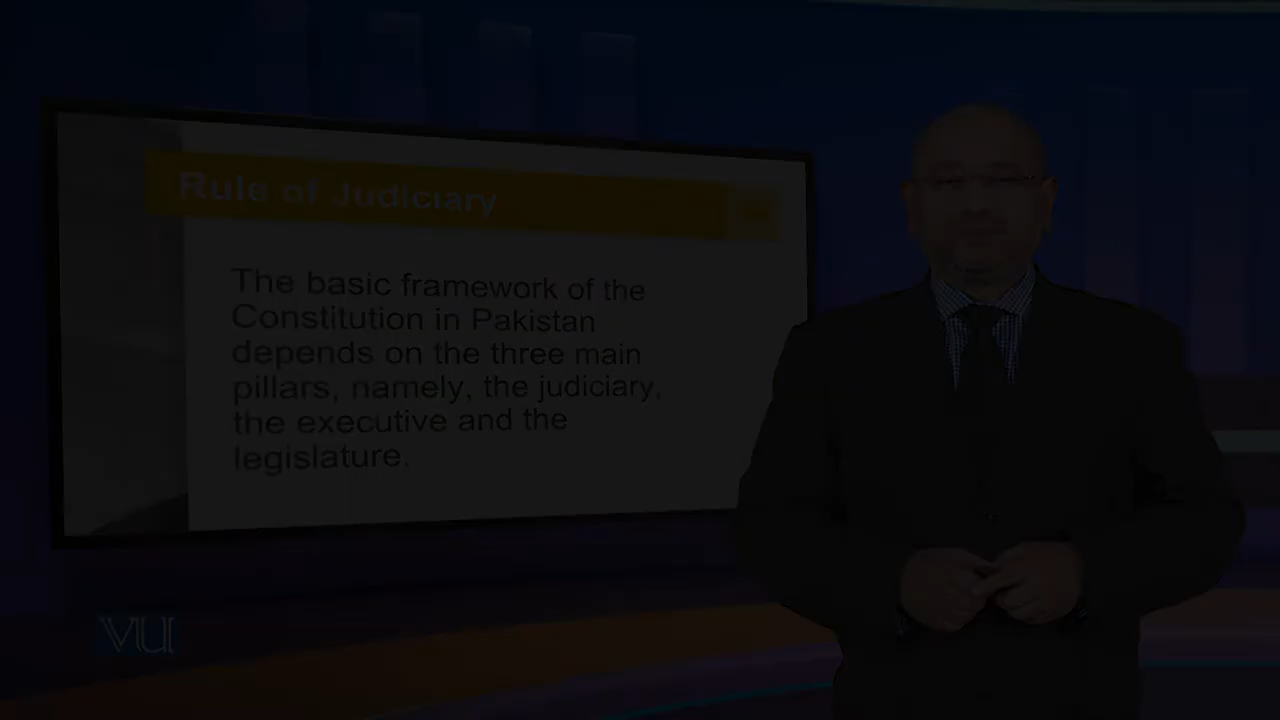 Rule of Judiciary
The basic framework of the
Constitution in Pakistan
depends on the three main
pillars, namely, the judiciary,
the executive and the
legislature.
VU